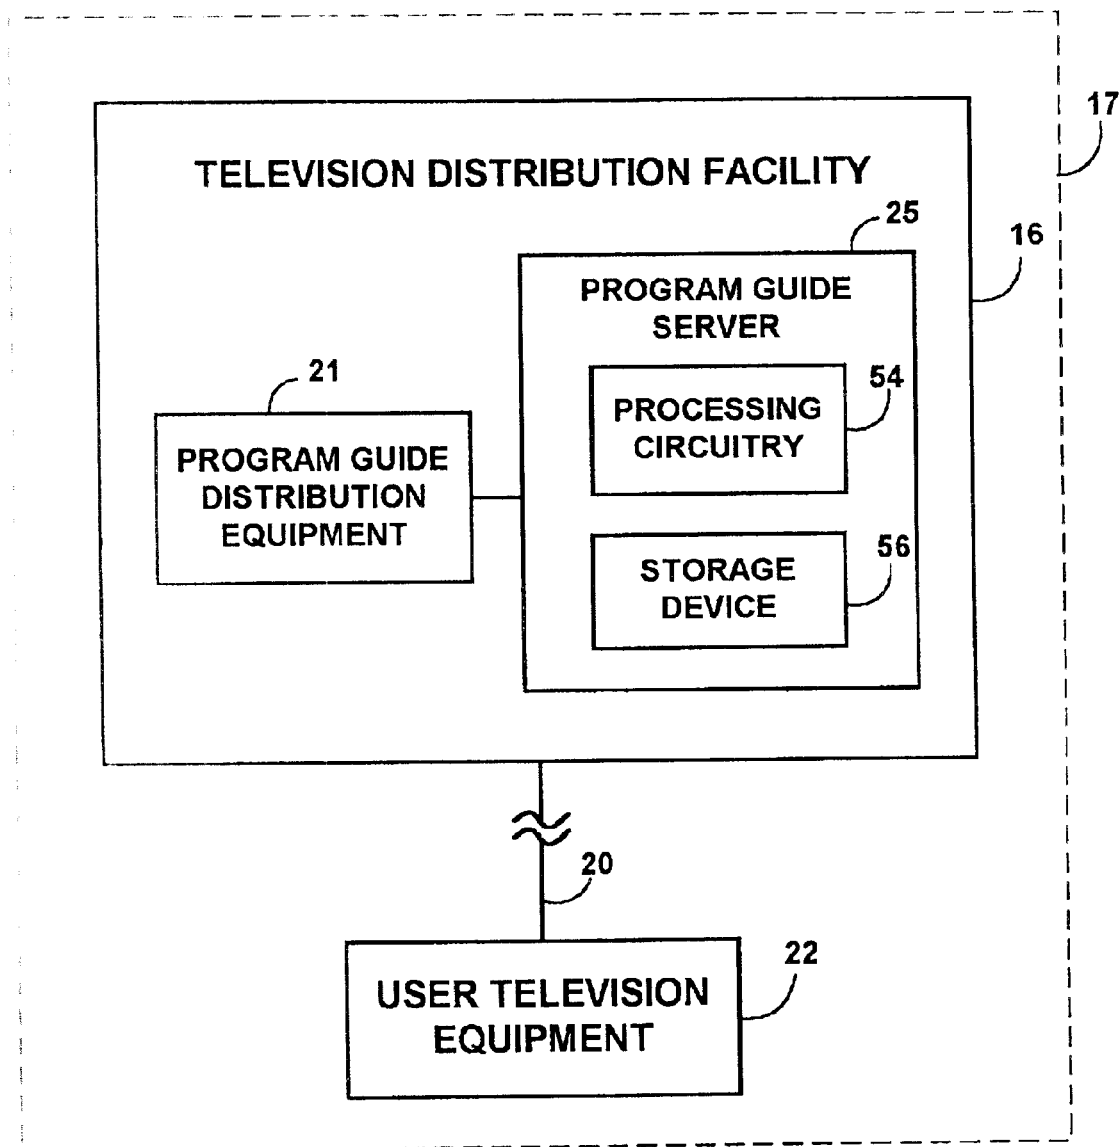 17
TELEVISION DISTRIBUTION FACILITY
16
25
PROGRAM GUIDE
SERVER
21
54
PROCESSING
CIRCUITRY
PROGRAM GUIDE
DISTRIBUTION
EQUIPMENT
56
STORAGE
DEVICE
20
22
USER TELEVISION
EQUIPMENT